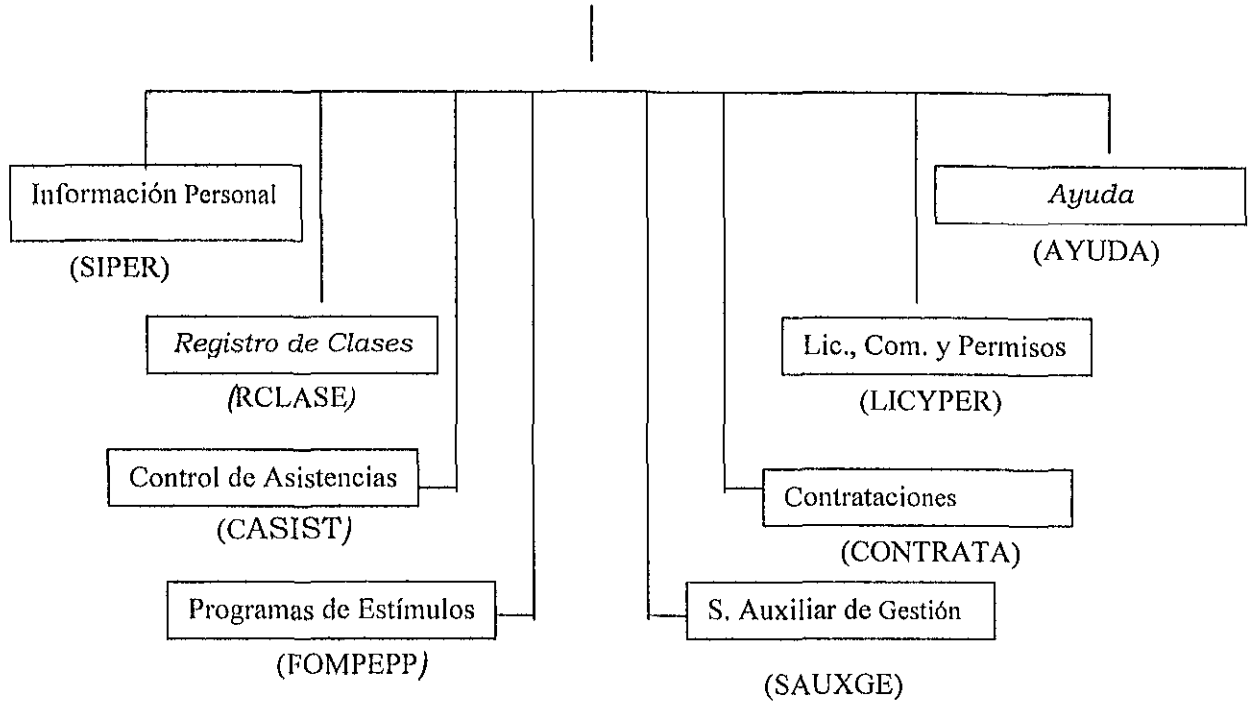 Información Personal
(SIPER)
Ayuda
(AYUDA)
Registro de Clases
(RCLASE)
Lic., Com. y Permisos
(LICYPER)
Control de Asistencias
(CASIST)
Contrataciones
(CONTRATA)
Programas de Estímulos
(FOMPEPP)
S. Auxiliar de Gestión
(SAUXGE)